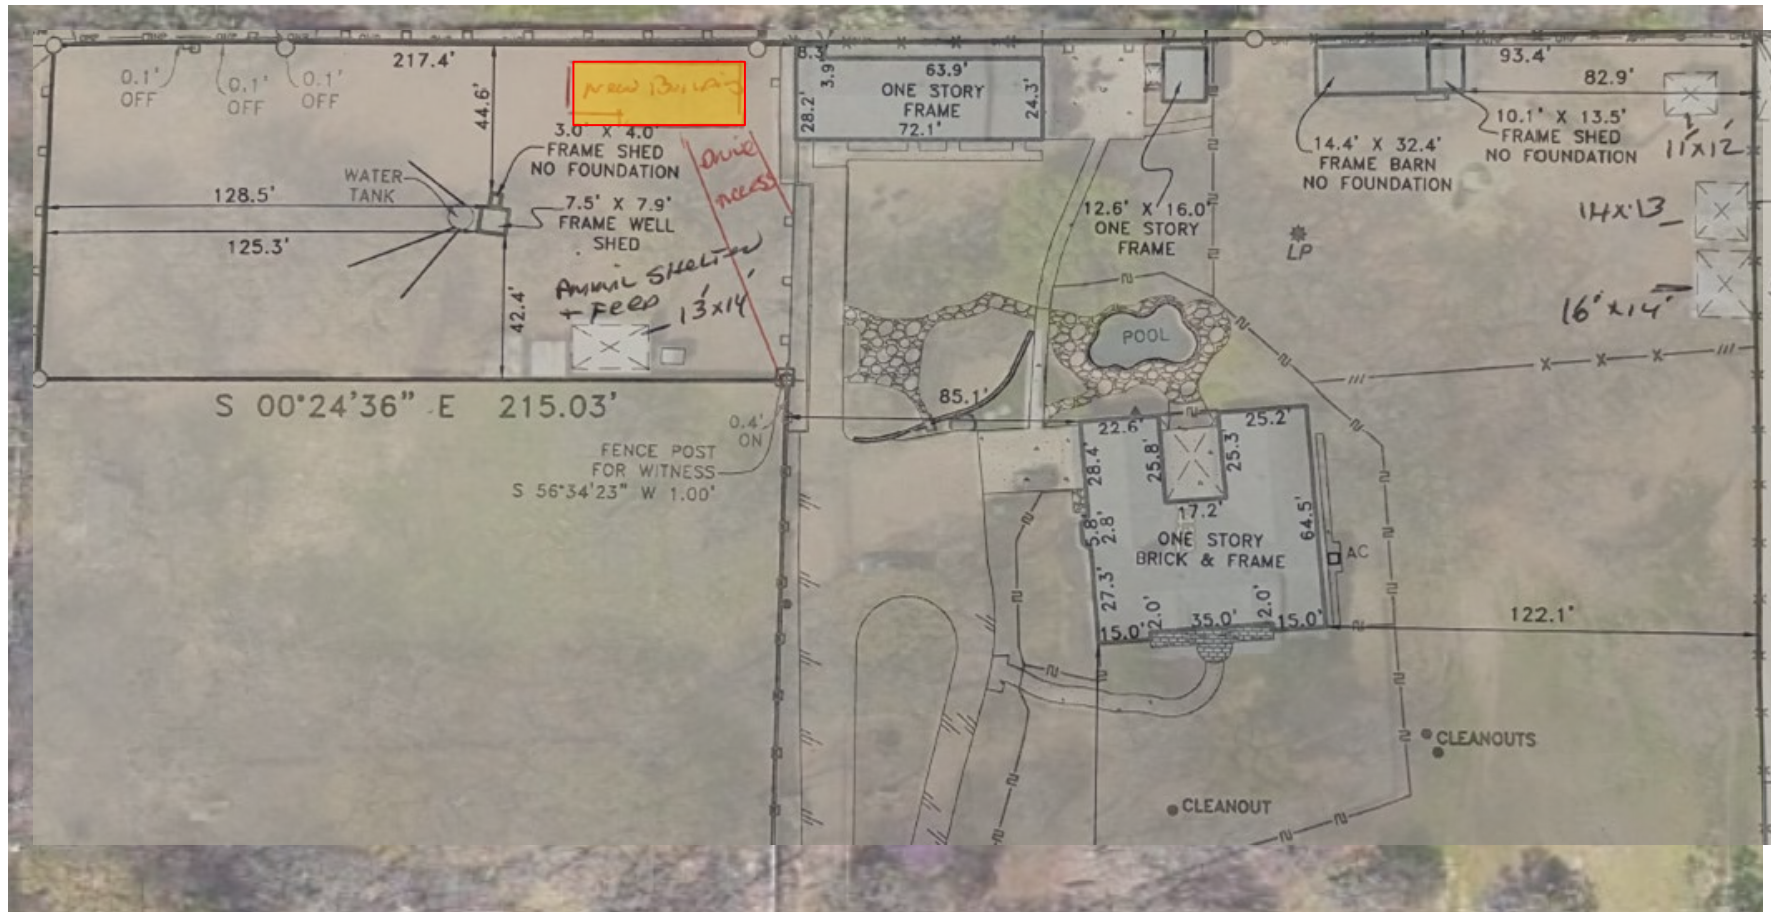 217.4'
0.1'
OFF
0.1'
OFF
0.1'
OFF
44.6'
New Building
3.0' X 4.0'
FRAME SHED
NO FOUNDATION
WATER
TANK
128.5'
125.3'
7.5' X 7.9'
FRAME WELL
SHED
42.4'
Animal Shelter
+ FEED
13'x14'
Drive
Access
S 00°24'36" E 215.03'
0.4'
ON
FENCE POST
FOR WITNESS
S 56°34'23" W 1.00'
8.3'
3.9'
28.2'
63.9'
ONE STORY
FRAME
72.1'
24.3'
12.6' X 16.0'
ONE STORY
FRAME
14.4' X 32.4'
FRAME BARN
NO FOUNDATION
10.1' X 13.5'
FRAME SHED
NO FOUNDATION
93.4'
82.9'
11'x12'
14x13
16'x14'
LP
POOL
85.1'
22.6'
25.2'
28.4'
25.8'
25.3'
17.2'
5.8'
2.8'
64.5'
ONE STORY
BRICK & FRAME
AC
27.3'
2.0'
2.0'
15.0'
35.0'
15.0'
122.1'
CLEANOUTS
CLEANOUT